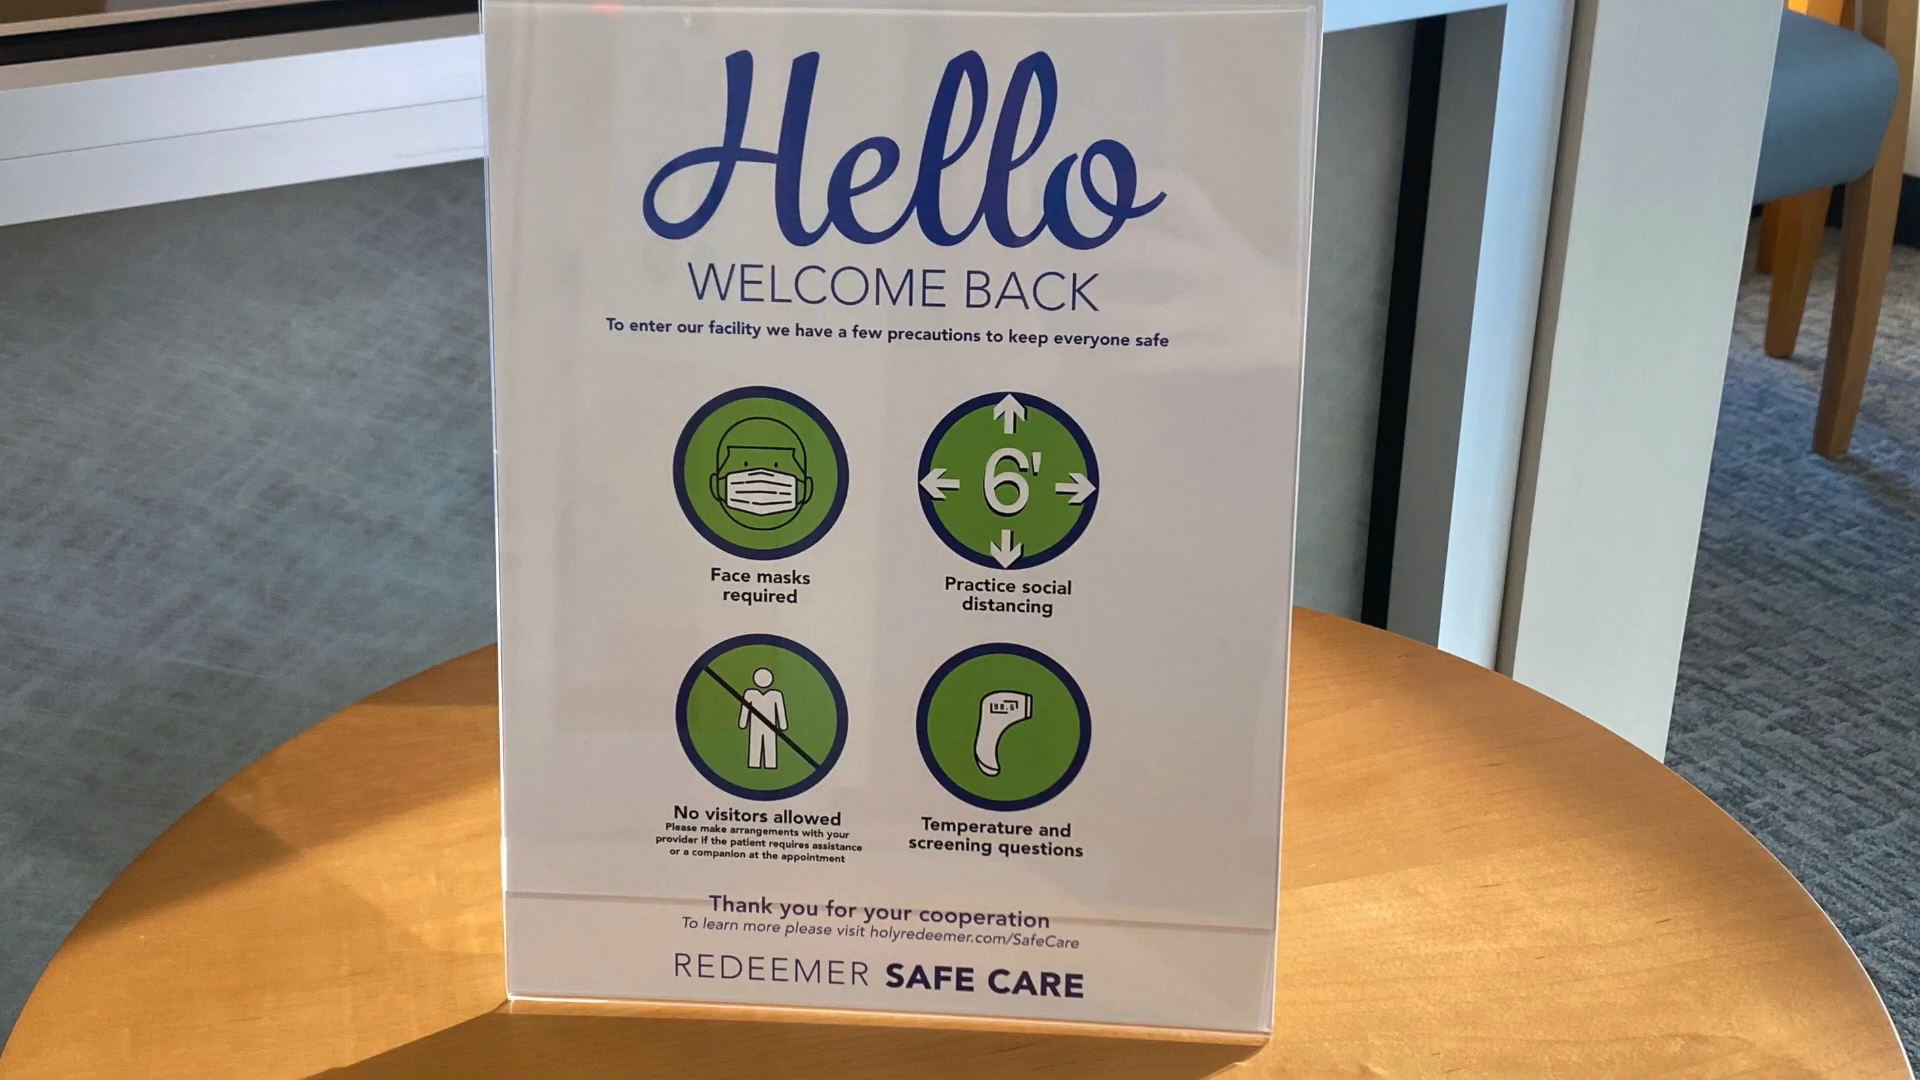 Hello
WELCOME BACK
To enter our facility we have a few precautions to keep everyone safe
6'
Face masks
required
Practice social
distancing
98.6
No visitors allowed
Please make arrangements with your
provider if the patient requires assistance
or a companion at the appointment
Temperature and
screening questions
Thank you for your cooperation
To learn more please visit holyredeemer.com/SafeCare
REDEEMER SAFE CARE